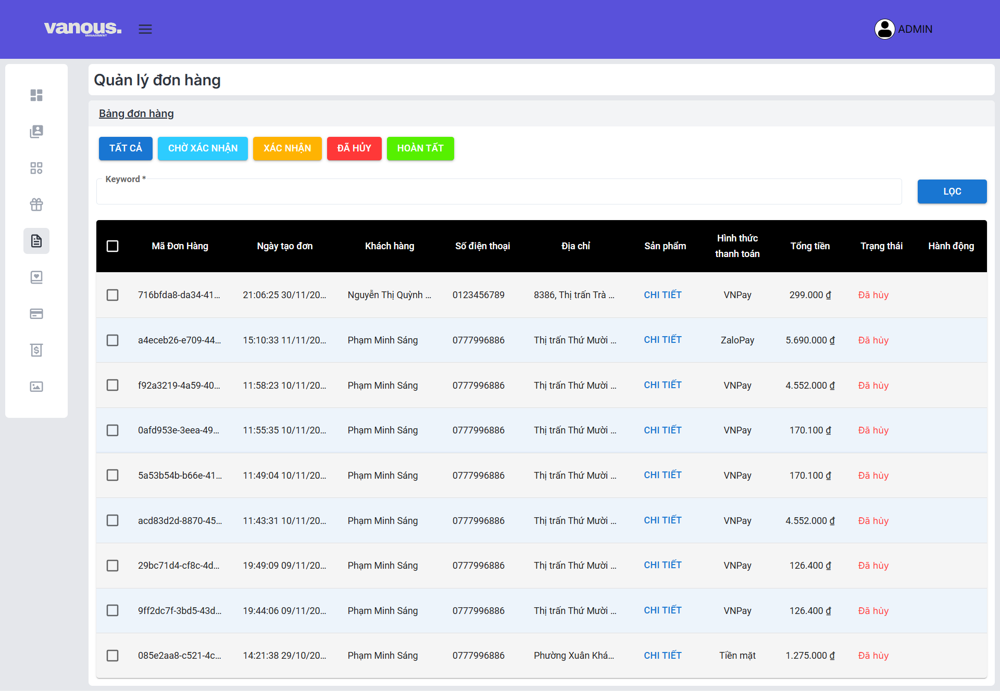 vanous.
MANAGEMENT
ADMIN
Quản lý đơn hàng
Bảng đơn hàng
TẤT CẢ CHỜ XÁC NHẬN XÁC NHẬN ĐÃ HỦY HOÀN TẤT
Keyword *
LỌC
Mã Đơn Hàng Ngày tạo đơn Khách hàng Số điện thoại Địa chỉ Sản phẩm Hình thức thanh toán Tổng tiền Trạng thái Hành động
716bfda8-da34-41... 21:06:25 30/11/20... Nguyễn Thị Quỳnh ... 0123456789 8386, Thị trấn Trà ... CHI TIẾT VNPay 299.000 ₫ Đã hủy
a4eceb26-e709-44... 15:10:33 11/11/20... Phạm Minh Sáng 0777996886 Thị trấn Thứ Mười ... CHI TIẾT ZaloPay 5.690.000 ₫ Đã hủy
f92a3219-4a59-40... 11:58:23 10/11/20... Phạm Minh Sáng 0777996886 Thị trấn Thứ Mười ... CHI TIẾT VNPay 4.552.000 ₫ Đã hủy
0afd953e-3eea-49... 11:55:35 10/11/20... Phạm Minh Sáng 0777996886 Thị trấn Thứ Mười ... CHI TIẾT VNPay 170.100 ₫ Đã hủy
5a53b54b-b66e-41... 11:49:04 10/11/20... Phạm Minh Sáng 0777996886 Thị trấn Thứ Mười ... CHI TIẾT VNPay 170.100 ₫ Đã hủy
acd83d2d-8870-45... 11:43:31 10/11/20... Phạm Minh Sáng 0777996886 Thị trấn Thứ Mười ... CHI TIẾT VNPay 4.552.000 ₫ Đã hủy
29bc71d4-cf8c-4d... 19:49:09 09/11/20... Phạm Minh Sáng 0777996886 Thị trấn Thứ Mười ... CHI TIẾT VNPay 126.400 ₫ Đã hủy
9ff2dc7f-3bd5-43d... 19:44:06 09/11/20... Phạm Minh Sáng 0777996886 Thị trấn Thứ Mười ... CHI TIẾT VNPay 126.400 ₫ Đã hủy
085e2aa8-c521-4c... 14:21:38 29/10/20... Phạm Minh Sáng 0777996886 Phường Xuân Khá... CHI TIẾT Tiền mặt 1.275.000 ₫ Đã hủy